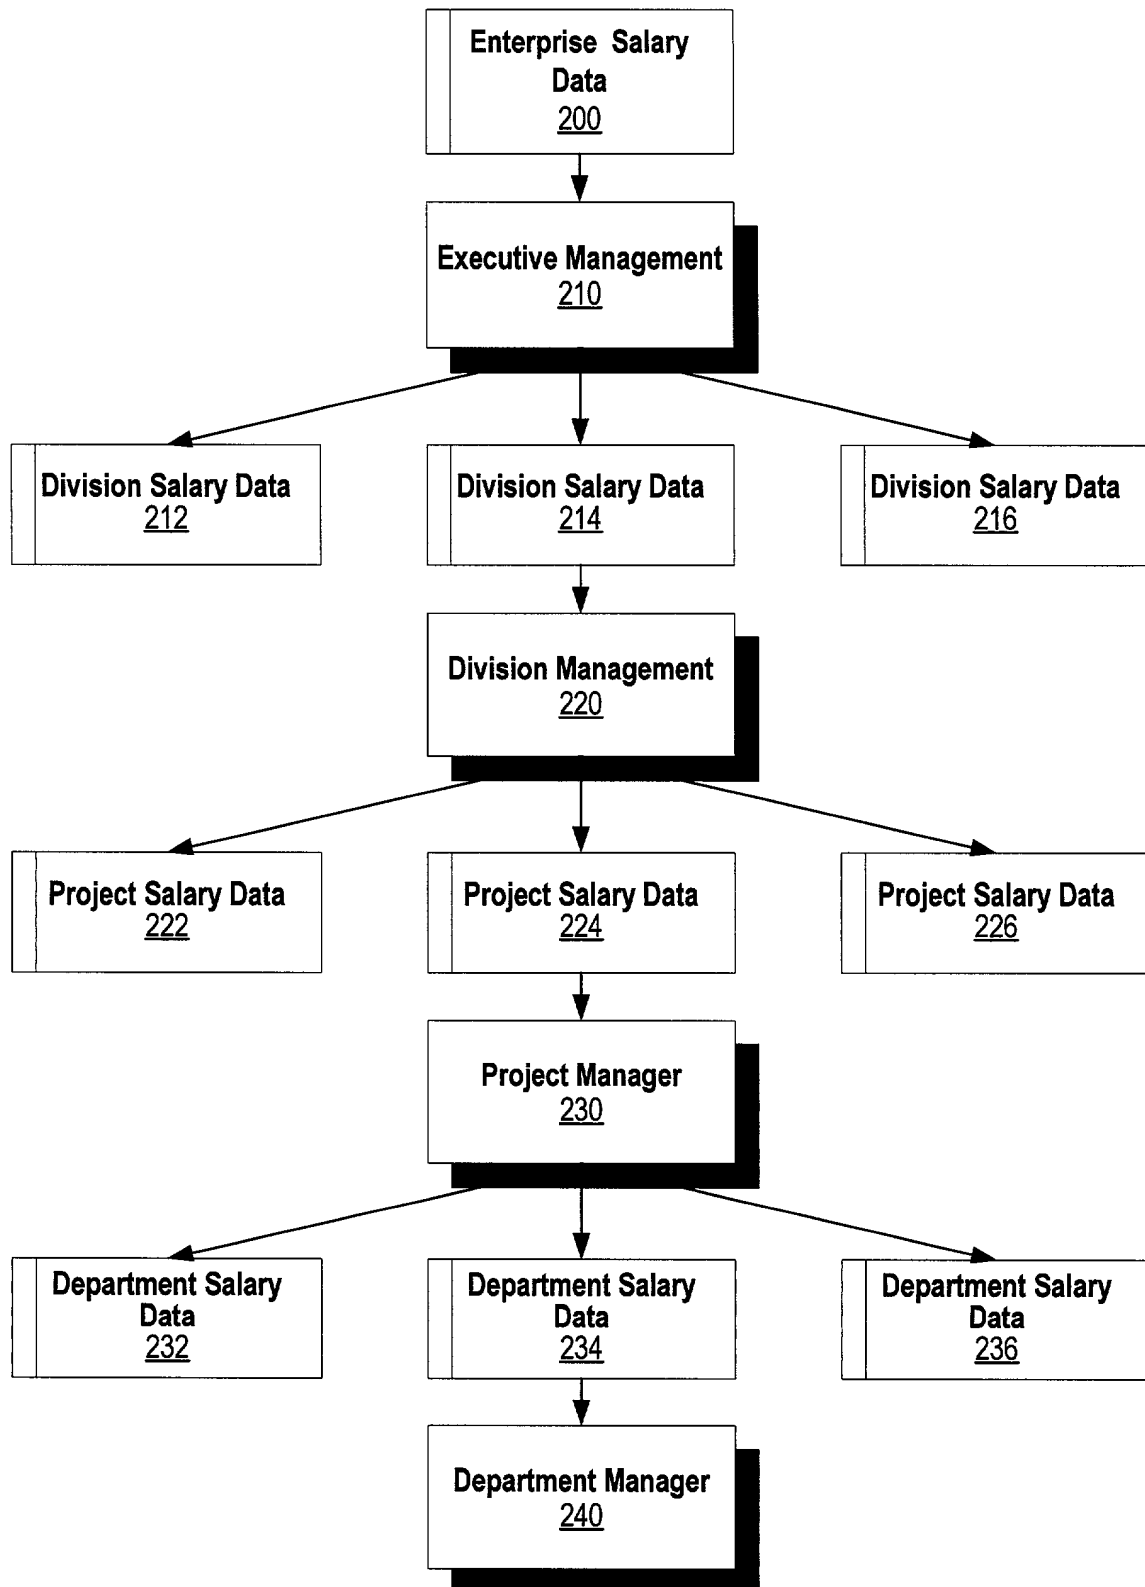 Enterprise Salary
Data
200
Executive Management
210
Division Salary Data
212
Division Salary Data
214
Division Salary Data
216
Division Management
220
Project Salary Data
222
Project Salary Data
224
Project Salary Data
226
Project Manager
230
Department Salary
Data
232
Department Salary
Data
234
Department Salary
Data
236
Department Manager
240